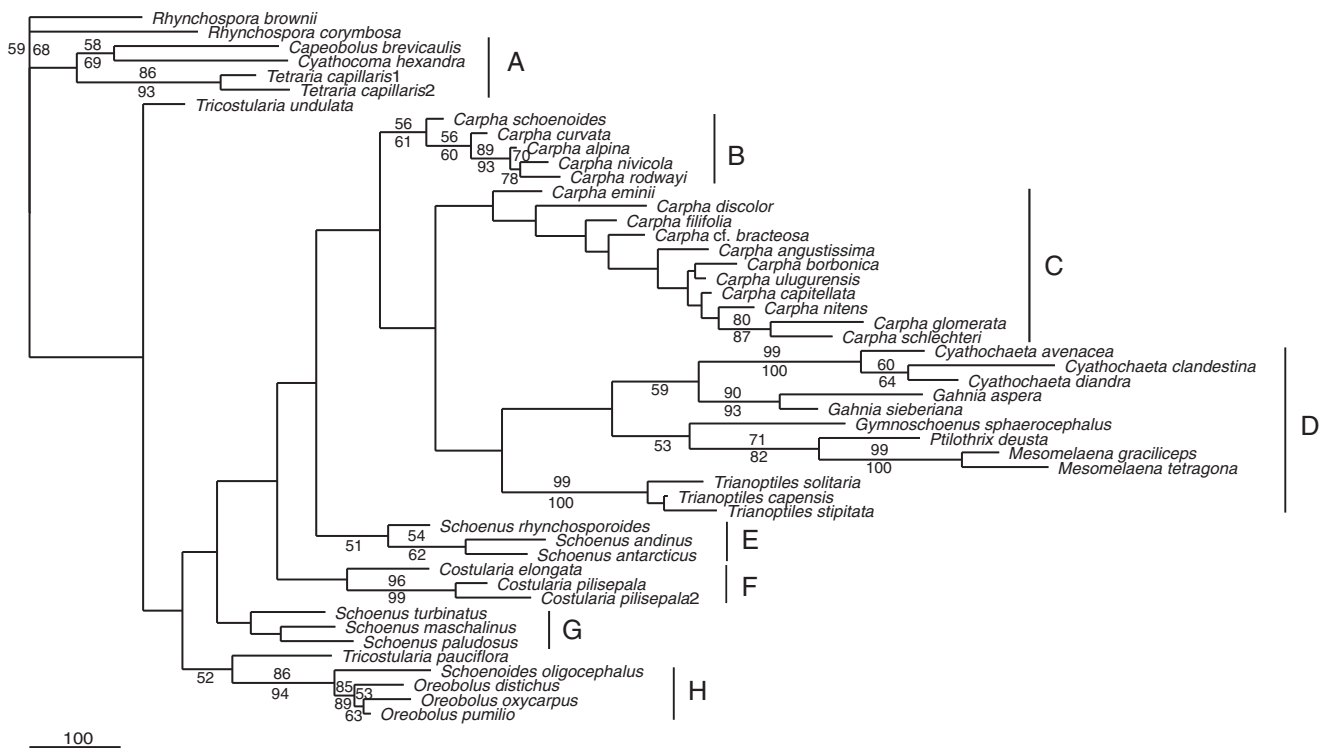 Rhynchospora brownii
Rhynchospora corymbosa
59 68
58
Capeobolus brevicaulis
69
Cyathocoma hexandra
A
86
Tetraria capillaris1
93
Tetraria capillaris2
Tricostularia undulata
56
Carpha schoenoides
61
56
Carpha curvata
60
89
Carpha alpina
B
93
70
Carpha nivicola
78
Carpha rodwayi
Carpha eminii
Carpha discolor
Carpha filifolia
Carpha cf. bracteosa
Carpha angustissima
Carpha borbonica
C
Carpha ulugurensis
Carpha capitellata
Carpha nitens
80
Carpha glomerata
87
Carpha schlechteri
99
Cyathochaeta avenacea
100
60
Cyathochaeta clandestina
64
Cyathochaeta diandra
59
90
Gahnia aspera
93
Gahnia sieberiana
Gymnoschoenus sphaerocephalus
D
53
71
Ptilothrix deusta
82
99
Mesomelaena graciliceps
100
Mesomelaena tetragona
99
Trianoptiles solitaria
100
Trianoptiles capensis
Trianoptiles stipitata
Schoenus rhynchosporoides
51
54
Schoenus andinus
E
62
Schoenus antarcticus
Costularia elongata
96
Costularia pilisepala
F
99
Costularia pilisepala2
Schoenus turbinatus
Schoenus maschalinus
G
Schoenus paludosus
Tricostularia pauciflora
52
86
Schoenoides oligocephalus
94
85
Oreobolus distichus
H
89
53
Oreobolus oxycarpus
63
Oreobolus pumilio
100